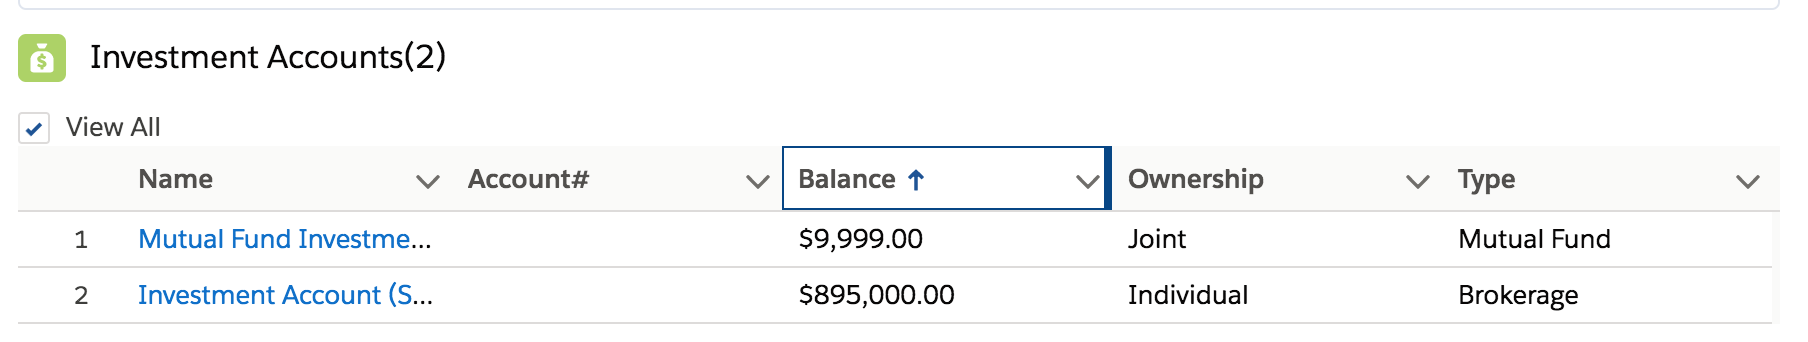 Investment Accounts(2)
View All
Name Account# Balance Ownership Type
1 Mutual Fund Investme... $9,999.00 Joint Mutual Fund
2 Investment Account (S... $895,000.00 Individual Brokerage